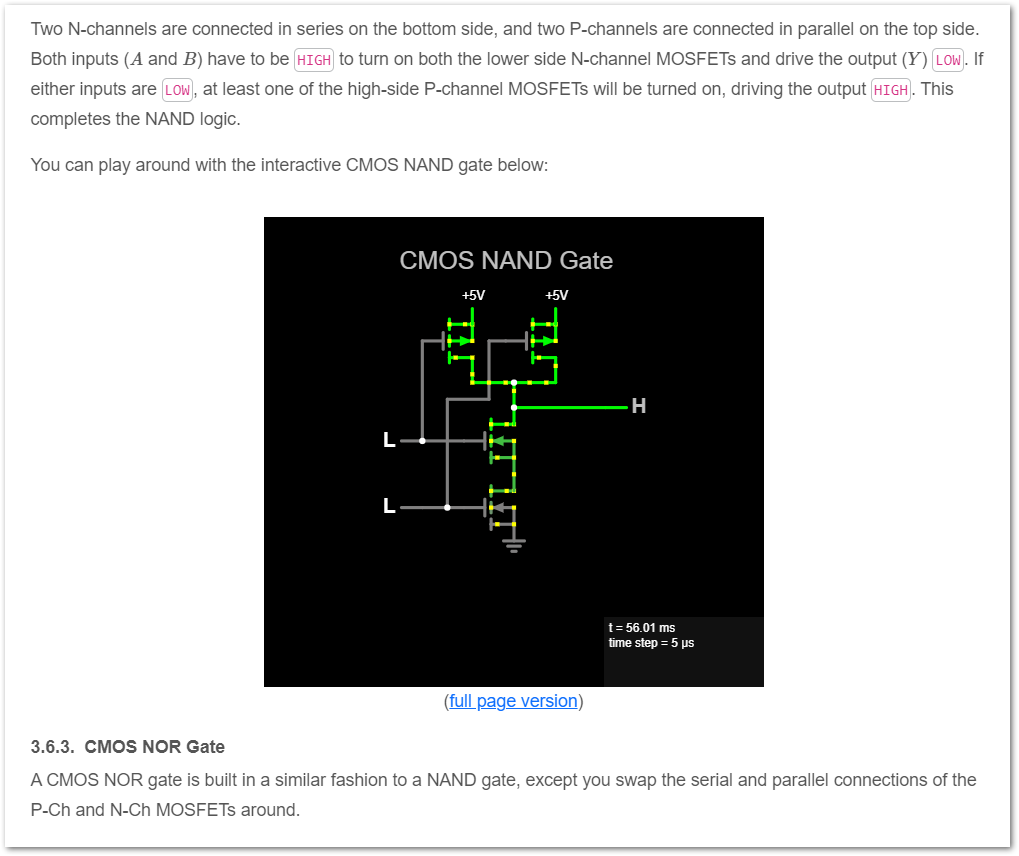 Two N-channels are connected in series on the bottom side, and two P-channels are connected in parallel on the top side.
Both inputs (A and B) have to be HIGH to turn on both the lower side N-channel MOSFETs and drive the output (Y) LOW. If
either inputs are LOW, at least one of the high-side P-channel MOSFETs will be turned on, driving the output HIGH. This
completes the NAND logic.
You can play around with the interactive CMOS NAND gate below:
CMOS NAND Gate
+5V +5V
H
L
L
t = 56.01 ms
time step = 5 µs
(full page version)
3.6.3. CMOS NOR Gate
A CMOS NOR gate is built in a similar fashion to a NAND gate, except you swap the serial and parallel connections of the
P-Ch and N-Ch MOSFETs around.